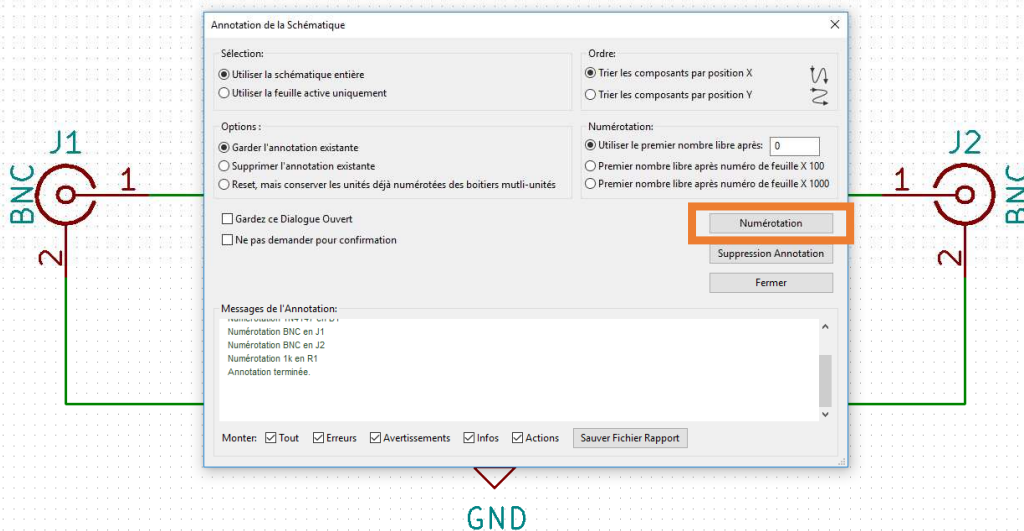 Annotation de la Schématique
Sélection:
Utiliser la schématique entière
Utiliser la feuille active uniquement
Ordre:
Trier les composants par position X
Trier les composants par position Y
Options :
Garder l'annotation existante
Supprimer l'annotation existante
Reset, mais conserver les unités déjà numérotées des boitiers mutli-unités
Numérotation:
Utiliser le premier nombre libre après: 0
Premier nombre libre après numéro de feuille X 100
Premier nombre libre après numéro de feuille X 1000
Gardez ce Dialogue Ouvert
Ne pas demander pour confirmation
Numérotation
Suppression Annotation
Fermer
Messages de l'Annotation:
Numérotation 1N4147 en D1
Numérotation BNC en J1
Numérotation BNC en J2
Numérotation 1k en R1
Annotation terminée.
Monter: Tout Erreurs Avertissements Infos Actions Sauver Fichier Rapport
J1
BNC
1
2
J2
BNC
1
2
GND